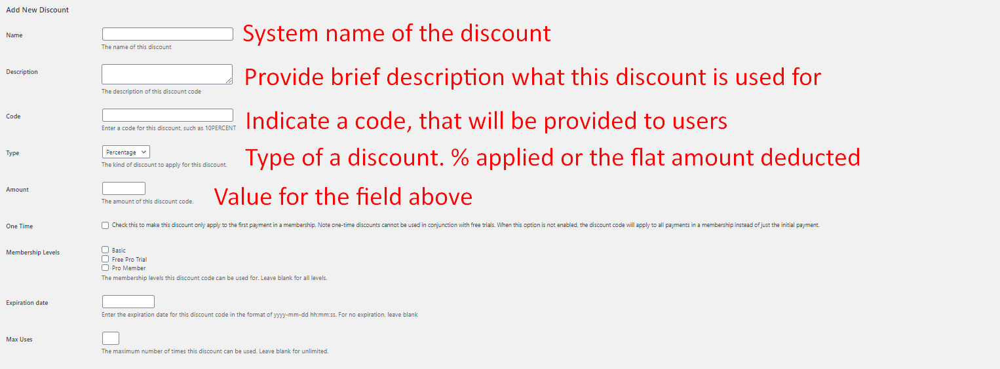 Add New Discount
Name
System name of the discount
The name of this discount
Description
Provide brief description what this discount is used for
The description of this discount code
Code
Indicate a code, that will be provided to users
Enter a code for this discount, such as 10PERCENT
Type
Percentage
Type of a discount. % applied or the flat amount deducted
The kind of discount to apply for this discount.
Amount
Value for the field above
The amount of this discount code.
One Time
Check this to make this discount only apply to the first payment in a membership. Note one-time discounts cannot be used in conjunction with free trials. When this option is not enabled, the discount code will apply to all payments in a membership instead of just the initial payment.
Membership Levels
Basic
Free Pro Trial
Pro Member
The membership levels this discount code can be used for. Leave blank for all levels.
Expiration date
Enter the expiration date for this discount code in the format of yyyy-mm-dd hh:mm:ss. For no expiration, leave blank
Max Uses
The maximum number of times this discount can be used. Leave blank for unlimited.